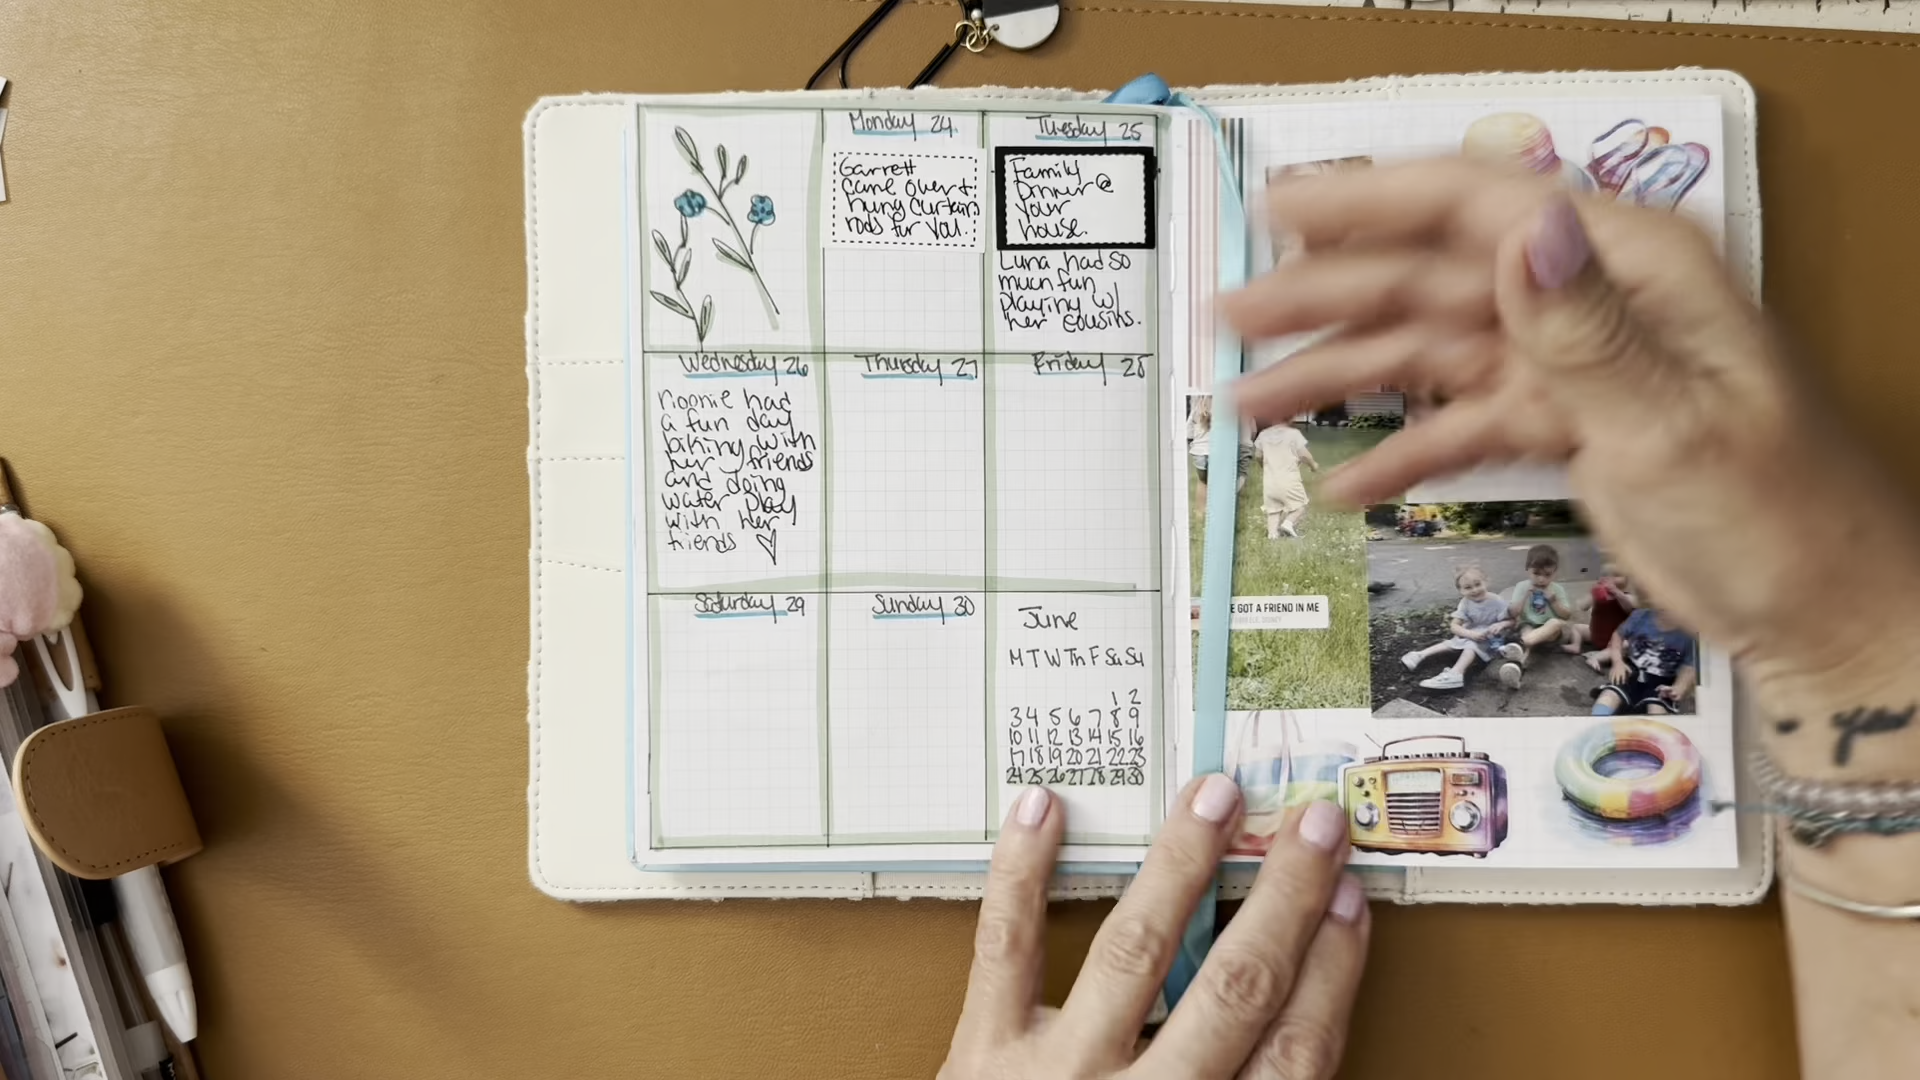 Monday 24
Garrett
came over &
hung curtain
rods for you.
Tuesday 25
Family
Dinner @
your
house.
Luna had so
much fun
playing w/
her cousins.
Wednesday 26
noonie had
a fun day
biking with
her friends
and doing
water play
with her
friends
Thursday 27
Friday 28
Saturday 29
Sunday 30
June
M T W Th F Sa Su
1 2
3 4 5 6 7 8 9
10 11 12 13 14 15 16
17 18 19 20 21 22 23
24 25 26 27 28 29 30
E GOT A FRIEND IN ME